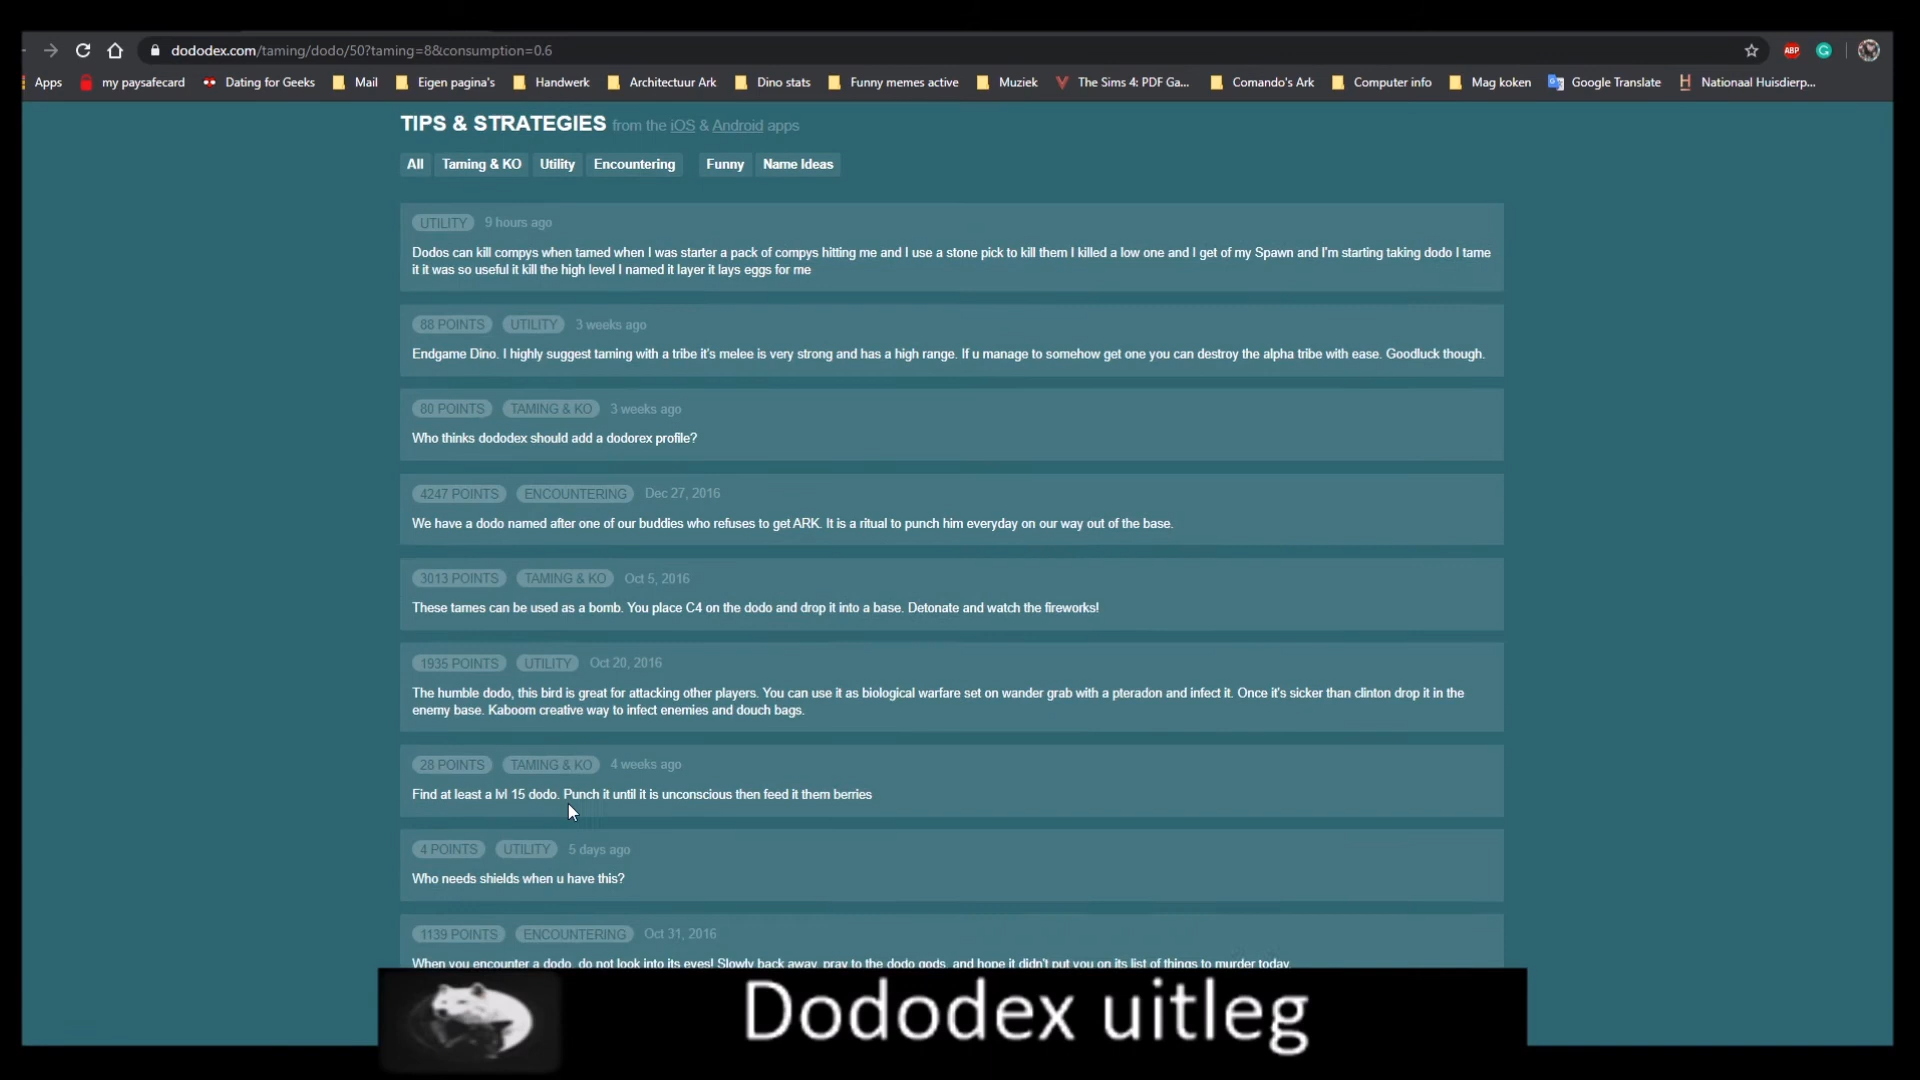 dododex.com/taming/dodo/50?taming=8&consumption=0.6
ABP
Apps my paysafecard Dating for Geeks Mail Eigen pagina's Handwerk Architectuur Ark Dino stats Funny memes active Muziek The Sims 4: PDF Ga... Comando's Ark Computer info Mag koken Google Translate Nationaal Huisdierp...
TIPS & STRATEGIES from the iOS & Android apps
All Taming & KO Utility Encountering Funny Name Ideas
UTILITY 9 hours ago
Dodos can kill compys when tamed when I was starter a pack of compys hitting me and I use a stone pick to kill them I killed a low one and I get of my Spawn and I'm starting taking dodo I tame
it it was so useful it kill the high level I named it layer it lays eggs for me
88 POINTS UTILITY 3 weeks ago
Endgame Dino. I highly suggest taming with a tribe it's melee is very strong and has a high range. If u manage to somehow get one you can destroy the alpha tribe with ease. Goodluck though.
80 POINTS TAMING & KO 3 weeks ago
Who thinks dododex should add a dodorex profile?
4247 POINTS ENCOUNTERING Dec 27, 2016
We have a dodo named after one of our buddies who refuses to get ARK. It is a ritual to punch him everyday on our way out of the base.
3013 POINTS TAMING & KO Oct 5, 2016
These tames can be used as a bomb. You place C4 on the dodo and drop it into a base. Detonate and watch the fireworks!
1935 POINTS UTILITY Oct 20, 2016
The humble dodo, this bird is great for attacking other players. You can use it as biological warfare set on wander grab with a pteradon and infect it. Once it's sicker than clinton drop it in the
enemy base. Kaboom creative way to infect enemies and douch bags.
28 POINTS TAMING & KO 4 weeks ago
Find at least a lvl 15 dodo. Punch it until it is unconscious then feed it them berries
4 POINTS UTILITY 5 days ago
Who needs shields when u have this?
1139 POINTS ENCOUNTERING Oct 31, 2016
When you encounter a dodo, do not look into its eyes! Slowly back away, pray to the dodo gods, and hope it didn't put you on its list of things to murder today.
Dododex uitleg